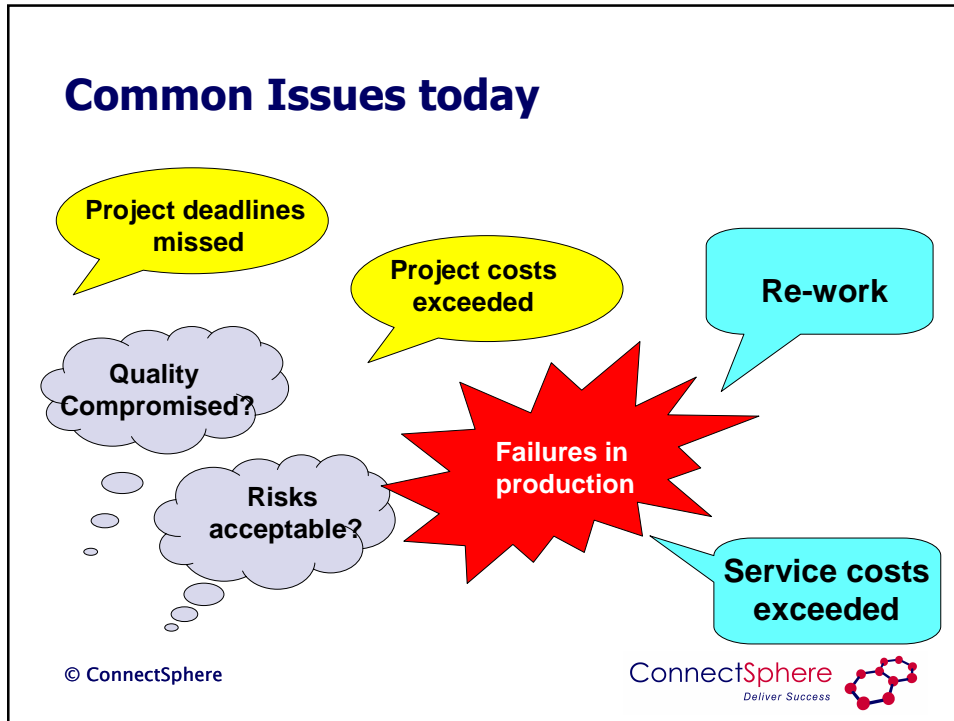 Common Issues today
Project deadlines
missed
Project costs
exceeded
Re-work
Quality
Compromised?
Failures in
production
Risks
acceptable?
Service costs
exceeded
© ConnectSphere
ConnectSphere
Deliver Success